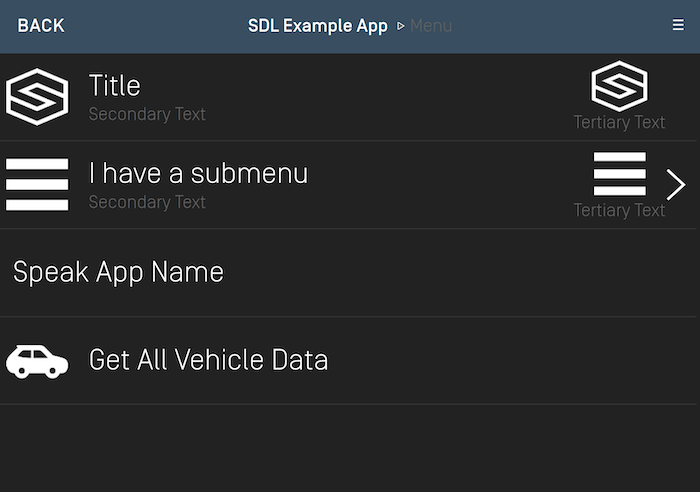 BACK SDL Example App ▹ Menu
Title
Secondary Text
Tertiary Text
I have a submenu
Secondary Text
Tertiary Text
Speak App Name
Get All Vehicle Data